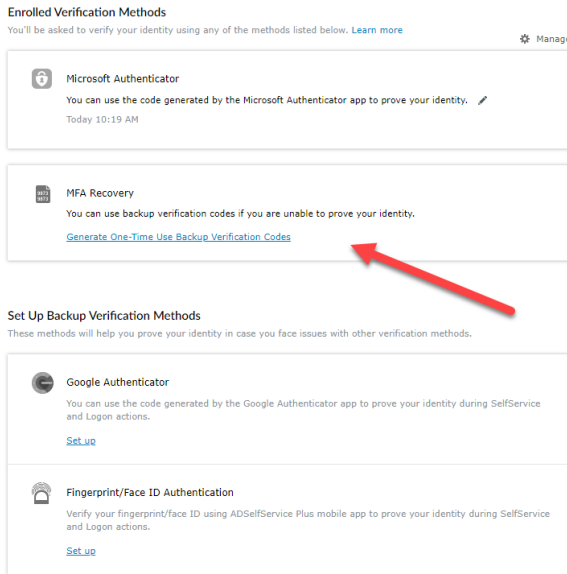 Enrolled Verification Methods
You'll be asked to verify your identity using any of the methods listed below. Learn more
Manage
Microsoft Authenticator
You can use the code generated by the Microsoft Authenticator app to prove your identity.
Today 10:19 AM
MFA Recovery
You can use backup verification codes if you are unable to prove your identity.
Generate One-Time Use Backup Verification Codes
Set Up Backup Verification Methods
These methods will help you prove your identity in case you face issues with other verification methods.
Google Authenticator
You can use the code generated by the Google Authenticator app to prove your identity during SelfService
and Logon actions.
Set up
Fingerprint/Face ID Authentication
Verify your fingerprint/face ID using ADSelfService Plus mobile app to prove your identity during SelfService
and Logon actions.
Set up